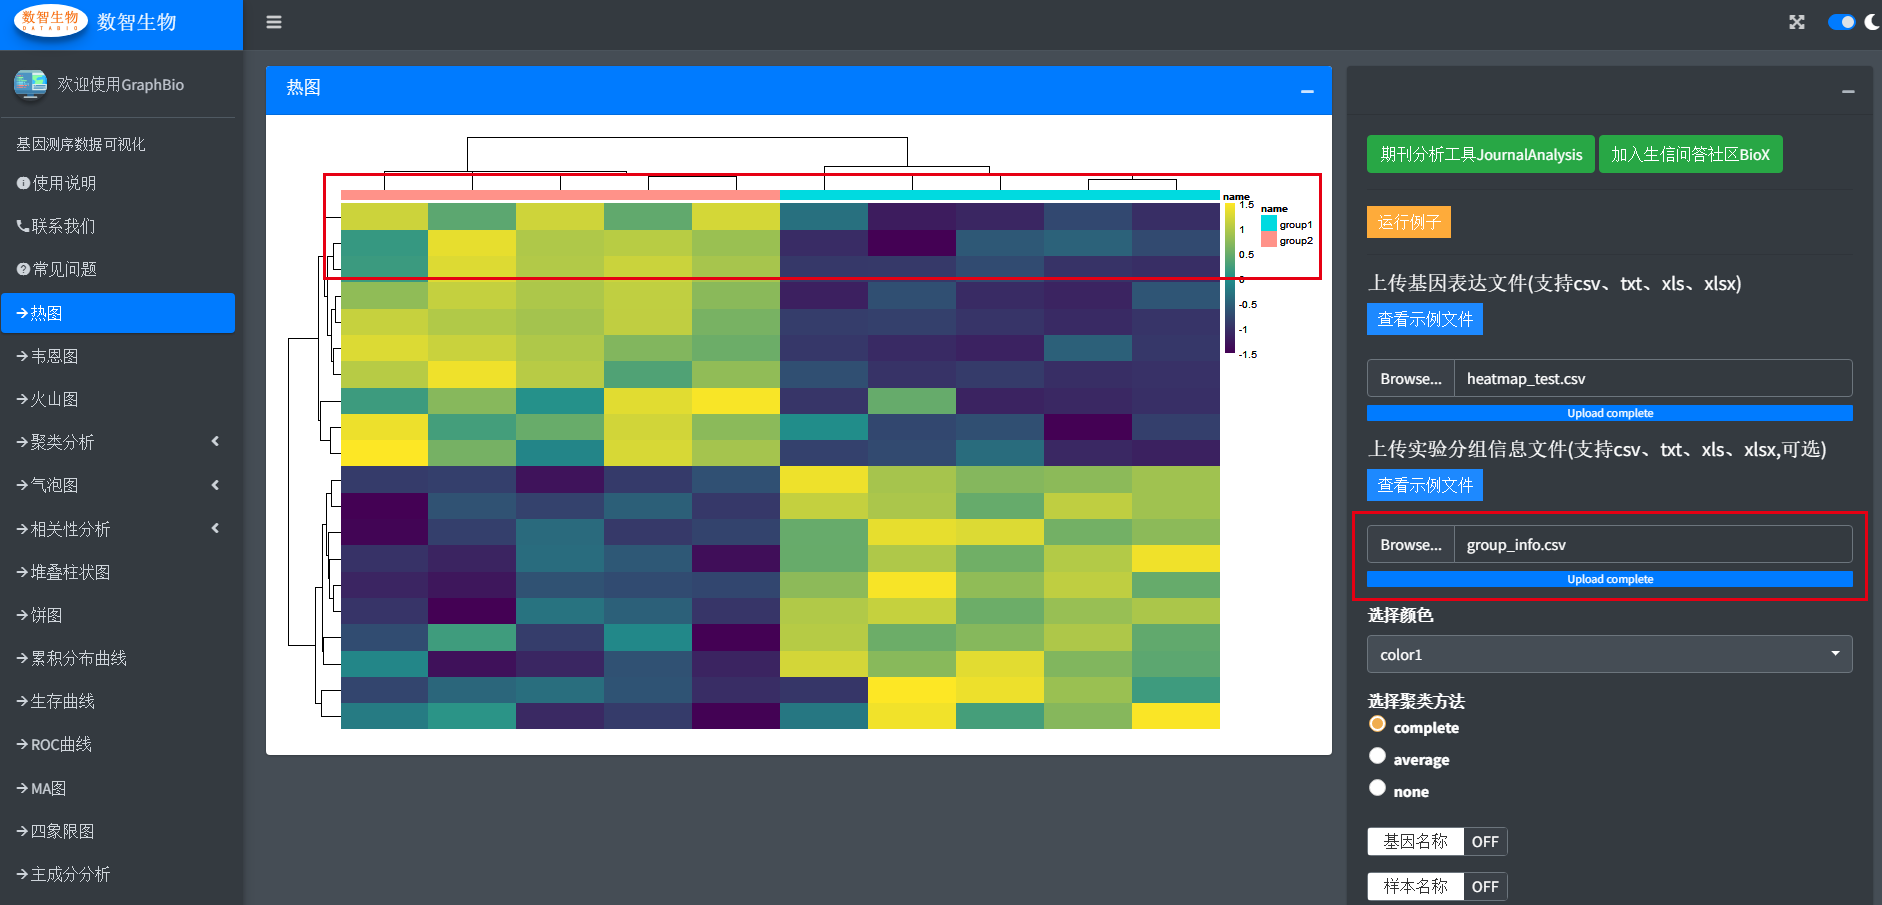 数智生物
DATABIO
数智生物
欢迎使用GraphBio
基因测序数据可视化
使用说明
联系我们
常见问题
热图
韦恩图
火山图
聚类分析
气泡图
相关性分析
堆叠柱状图
饼图
累积分布曲线
生存曲线
ROC曲线
MA图
四象限图
主成分分析
热图
name
1.5
1
0.5
0
-0.5
-1
-1.5
name
group1
group2
期刊分析工具JournalAnalysis
加入生信问答社区BioX
运行例子
上传基因表达文件(支持csv、txt、xls、xlsx)
查看示例文件
Browse...
heatmap_test.csv
Upload complete
上传实验分组信息文件(支持csv、txt、xls、xlsx,可选)
查看示例文件
Browse...
group_info.csv
Upload complete
选择颜色
color1
选择聚类方法
complete
average
none
基因名称 OFF
样本名称 OFF